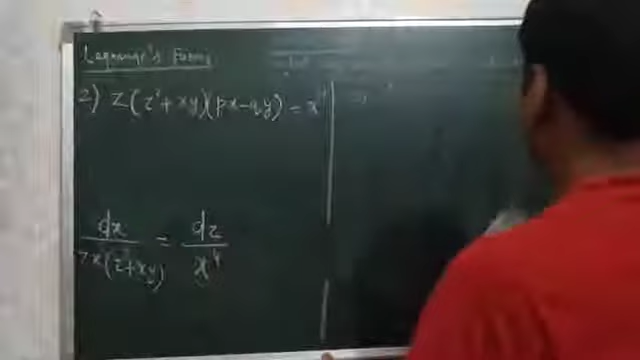 Lagrange's Form
2) z(z²+xy)(px-qy)=x⁴
dx/zx(z²+xy) = dz/x⁴